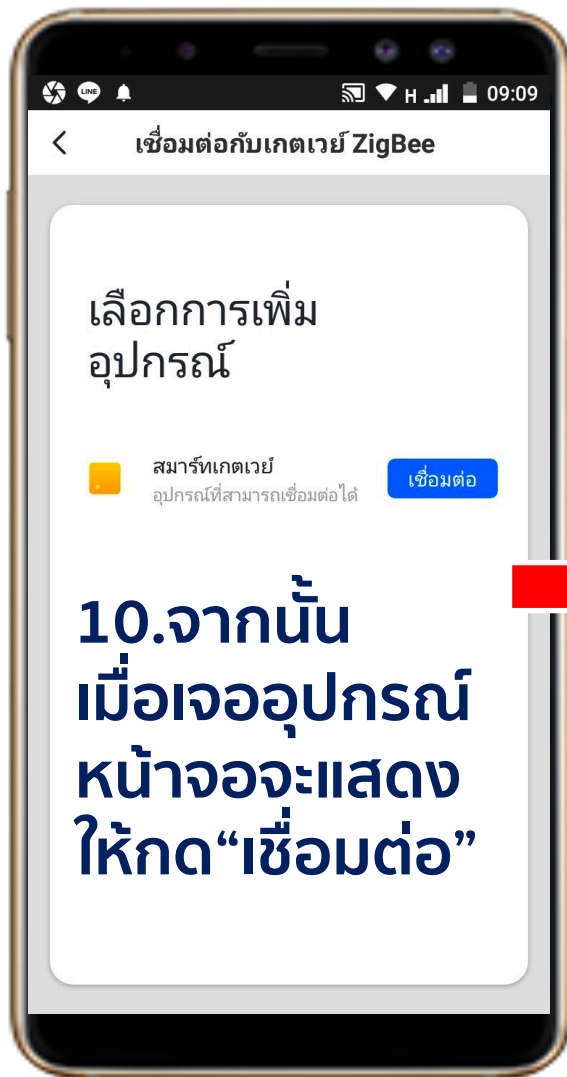 LINE H 09:09
เชื่อมต่อกับเกตเวย์ ZigBee
เลือกการเพิ่ม
อุปกรณ์
สมาร์ทเกตเวย์
อุปกรณ์ที่สามารถเชื่อมต่อได้
เชื่อมต่อ
10.จากนั้น
เมื่อเจออุปกรณ์
หน้าจอจะแสดง
ให้กด“เชื่อมต่อ”